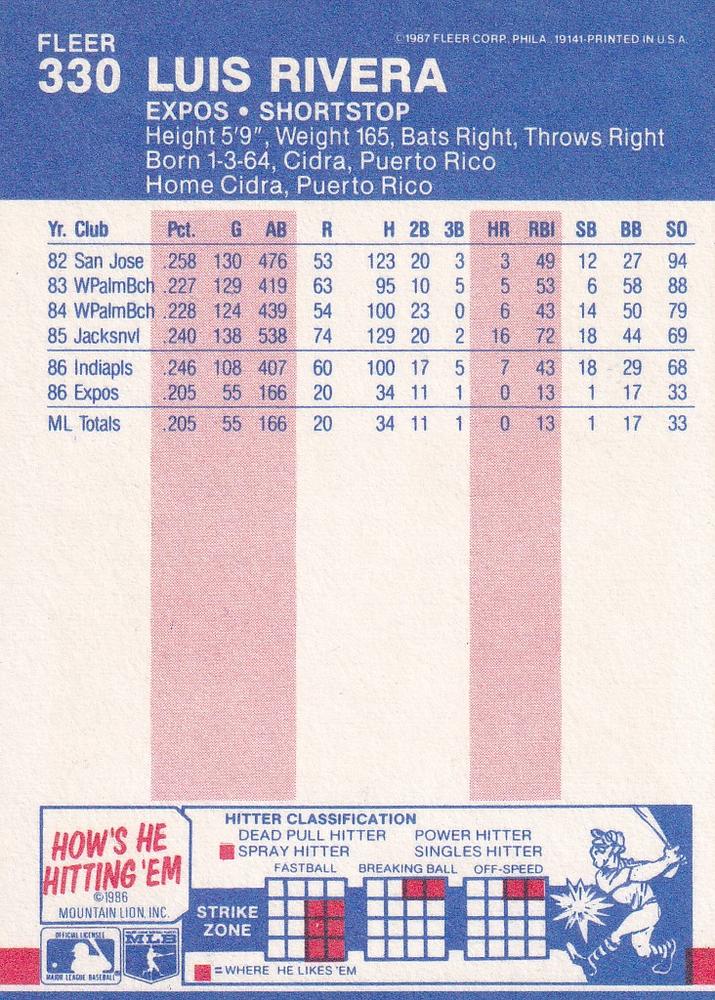 FLEER
330 LUIS RIVERA
©1987 FLEER CORP. PHILA., 19141-PRINTED IN U.S.A.
EXPOS • SHORTSTOP
Height 5'9", Weight 165, Bats Right, Throws Right
Born 1-3-64, Cidra, Puerto Rico
Home Cidra, Puerto Rico
Yr. Club Pct. G AB R H 2B 3B HR RBI SB BB SO
82 San Jose .258 130 476 53 123 20 3 3 49 12 27 94
83 WPalmBch .227 129 419 63 95 10 5 5 53 6 58 88
84 WPalmBch .228 124 439 54 100 23 0 6 43 14 50 79
85 Jacksnvl .240 138 538 74 129 20 2 16 72 18 44 69
86 Indiapls .246 108 407 60 100 17 5 7 43 18 29 68
86 Expos .205 55 166 20 34 11 1 0 13 1 17 33
ML Totals .205 55 166 20 34 11 1 0 13 1 17 33
HOW'S HE
HITTING 'EM
©1986
MOUNTAIN LION, INC.
OFFICIAL LICENSEE
MAJOR LEAGUE BASEBALL
MLB
HITTER CLASSIFICATION
DEAD PULL HITTER POWER HITTER
SPRAY HITTER SINGLES HITTER
FASTBALL BREAKING BALL OFF-SPEED
STRIKE
ZONE
=WHERE HE LIKES 'EM